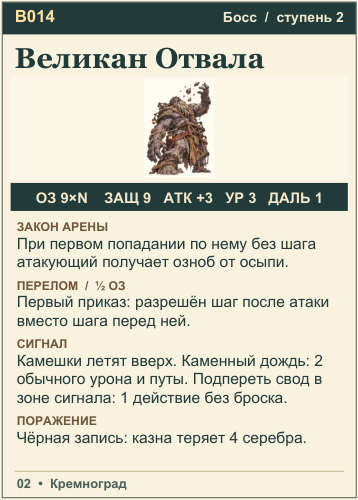 B014
Босс / ступень 2
Великан Отвала
ОЗ 9×N ЗАЩ 9 АТК +3 УР 3 ДАЛЬ 1
ЗАКОН АРЕНЫ
При первом попадании по нему без шага
атакующий получает озноб от осыпи.
ПЕРЕЛОМ / ½ ОЗ
Первый приказ: разрешён шаг после атаки
вместо шага перед ней.
СИГНАЛ
Камешки летят вверх. Каменный дождь: 2
обычного урона и путы. Подпереть свод в
зоне сигнала: 1 действие без броска.
ПОРАЖЕНИЕ
Чёрная запись: казна теряет 4 серебра.
02 • Кремноград